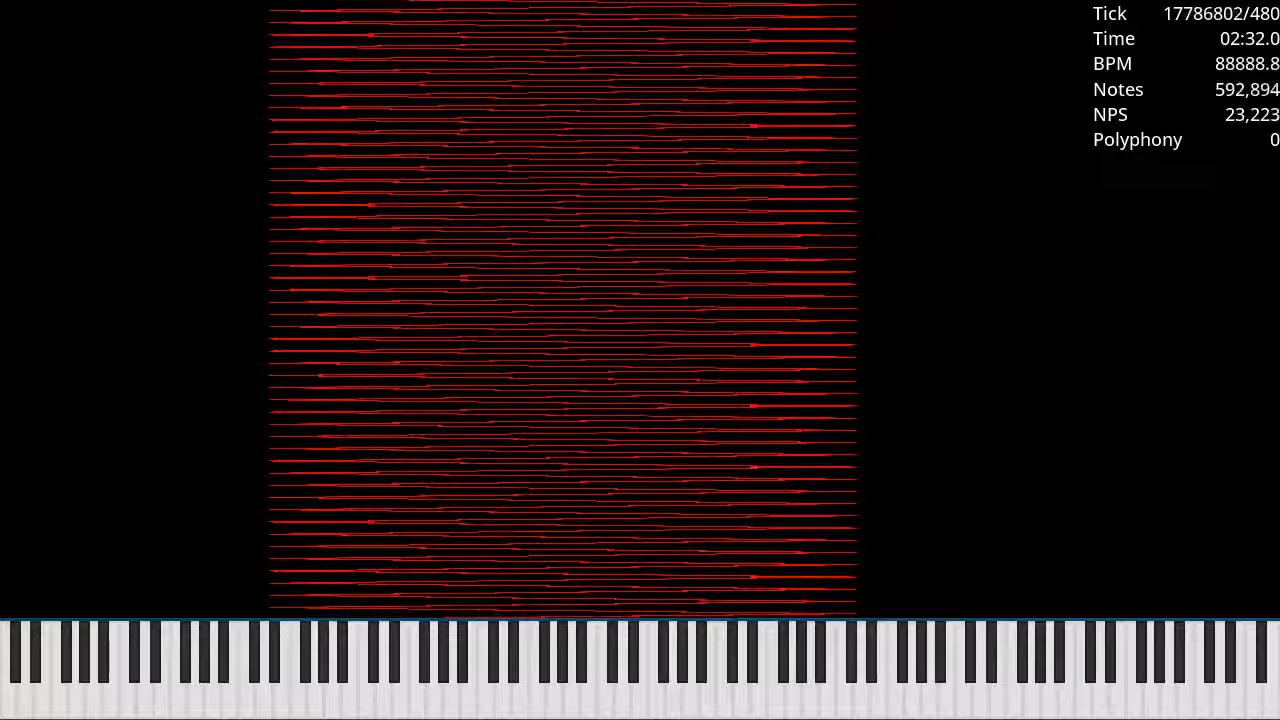 Tick 17786802/480
Time 02:32.0
BPM 88888.8
Notes 592,894
NPS 23,223
Polyphony 0